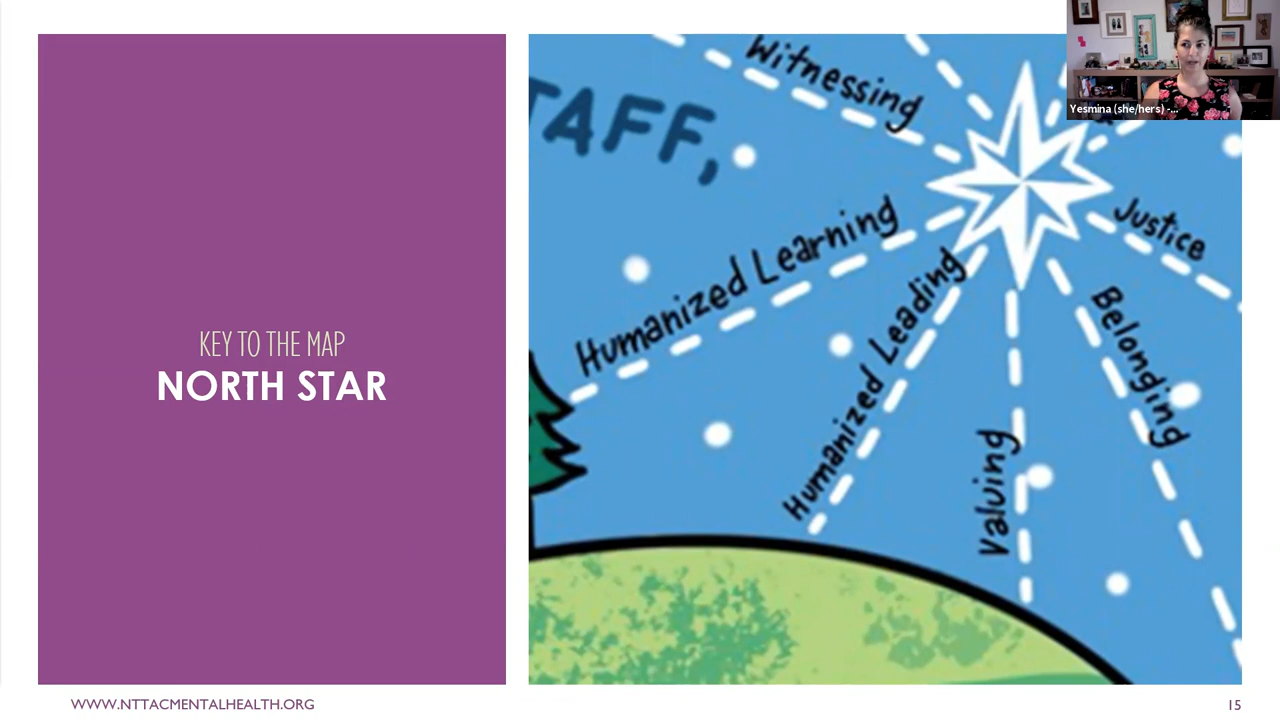 KEY TO THE MAP
NORTH STAR
Witnessing
TAFF,
Humanized Learning
Humanized Leading
Valuing
Belonging
Justice
Yesmina (she/hers) -...
WWW.NTTACMENTALHEALTH.ORG
15